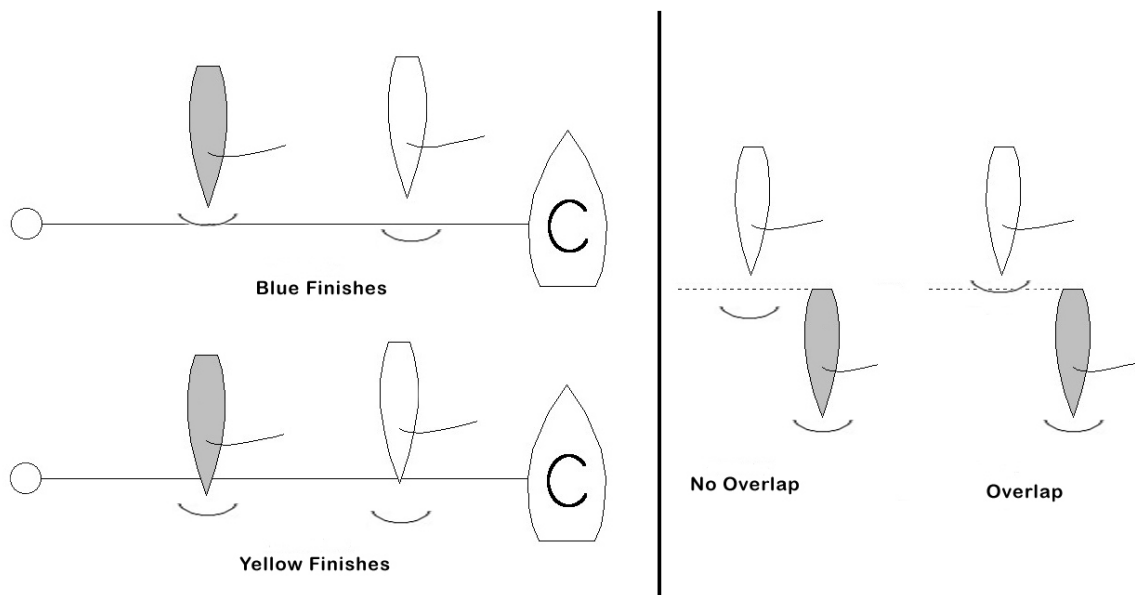 Blue Finishes
C
Yellow Finishes
C
No Overlap
Overlap